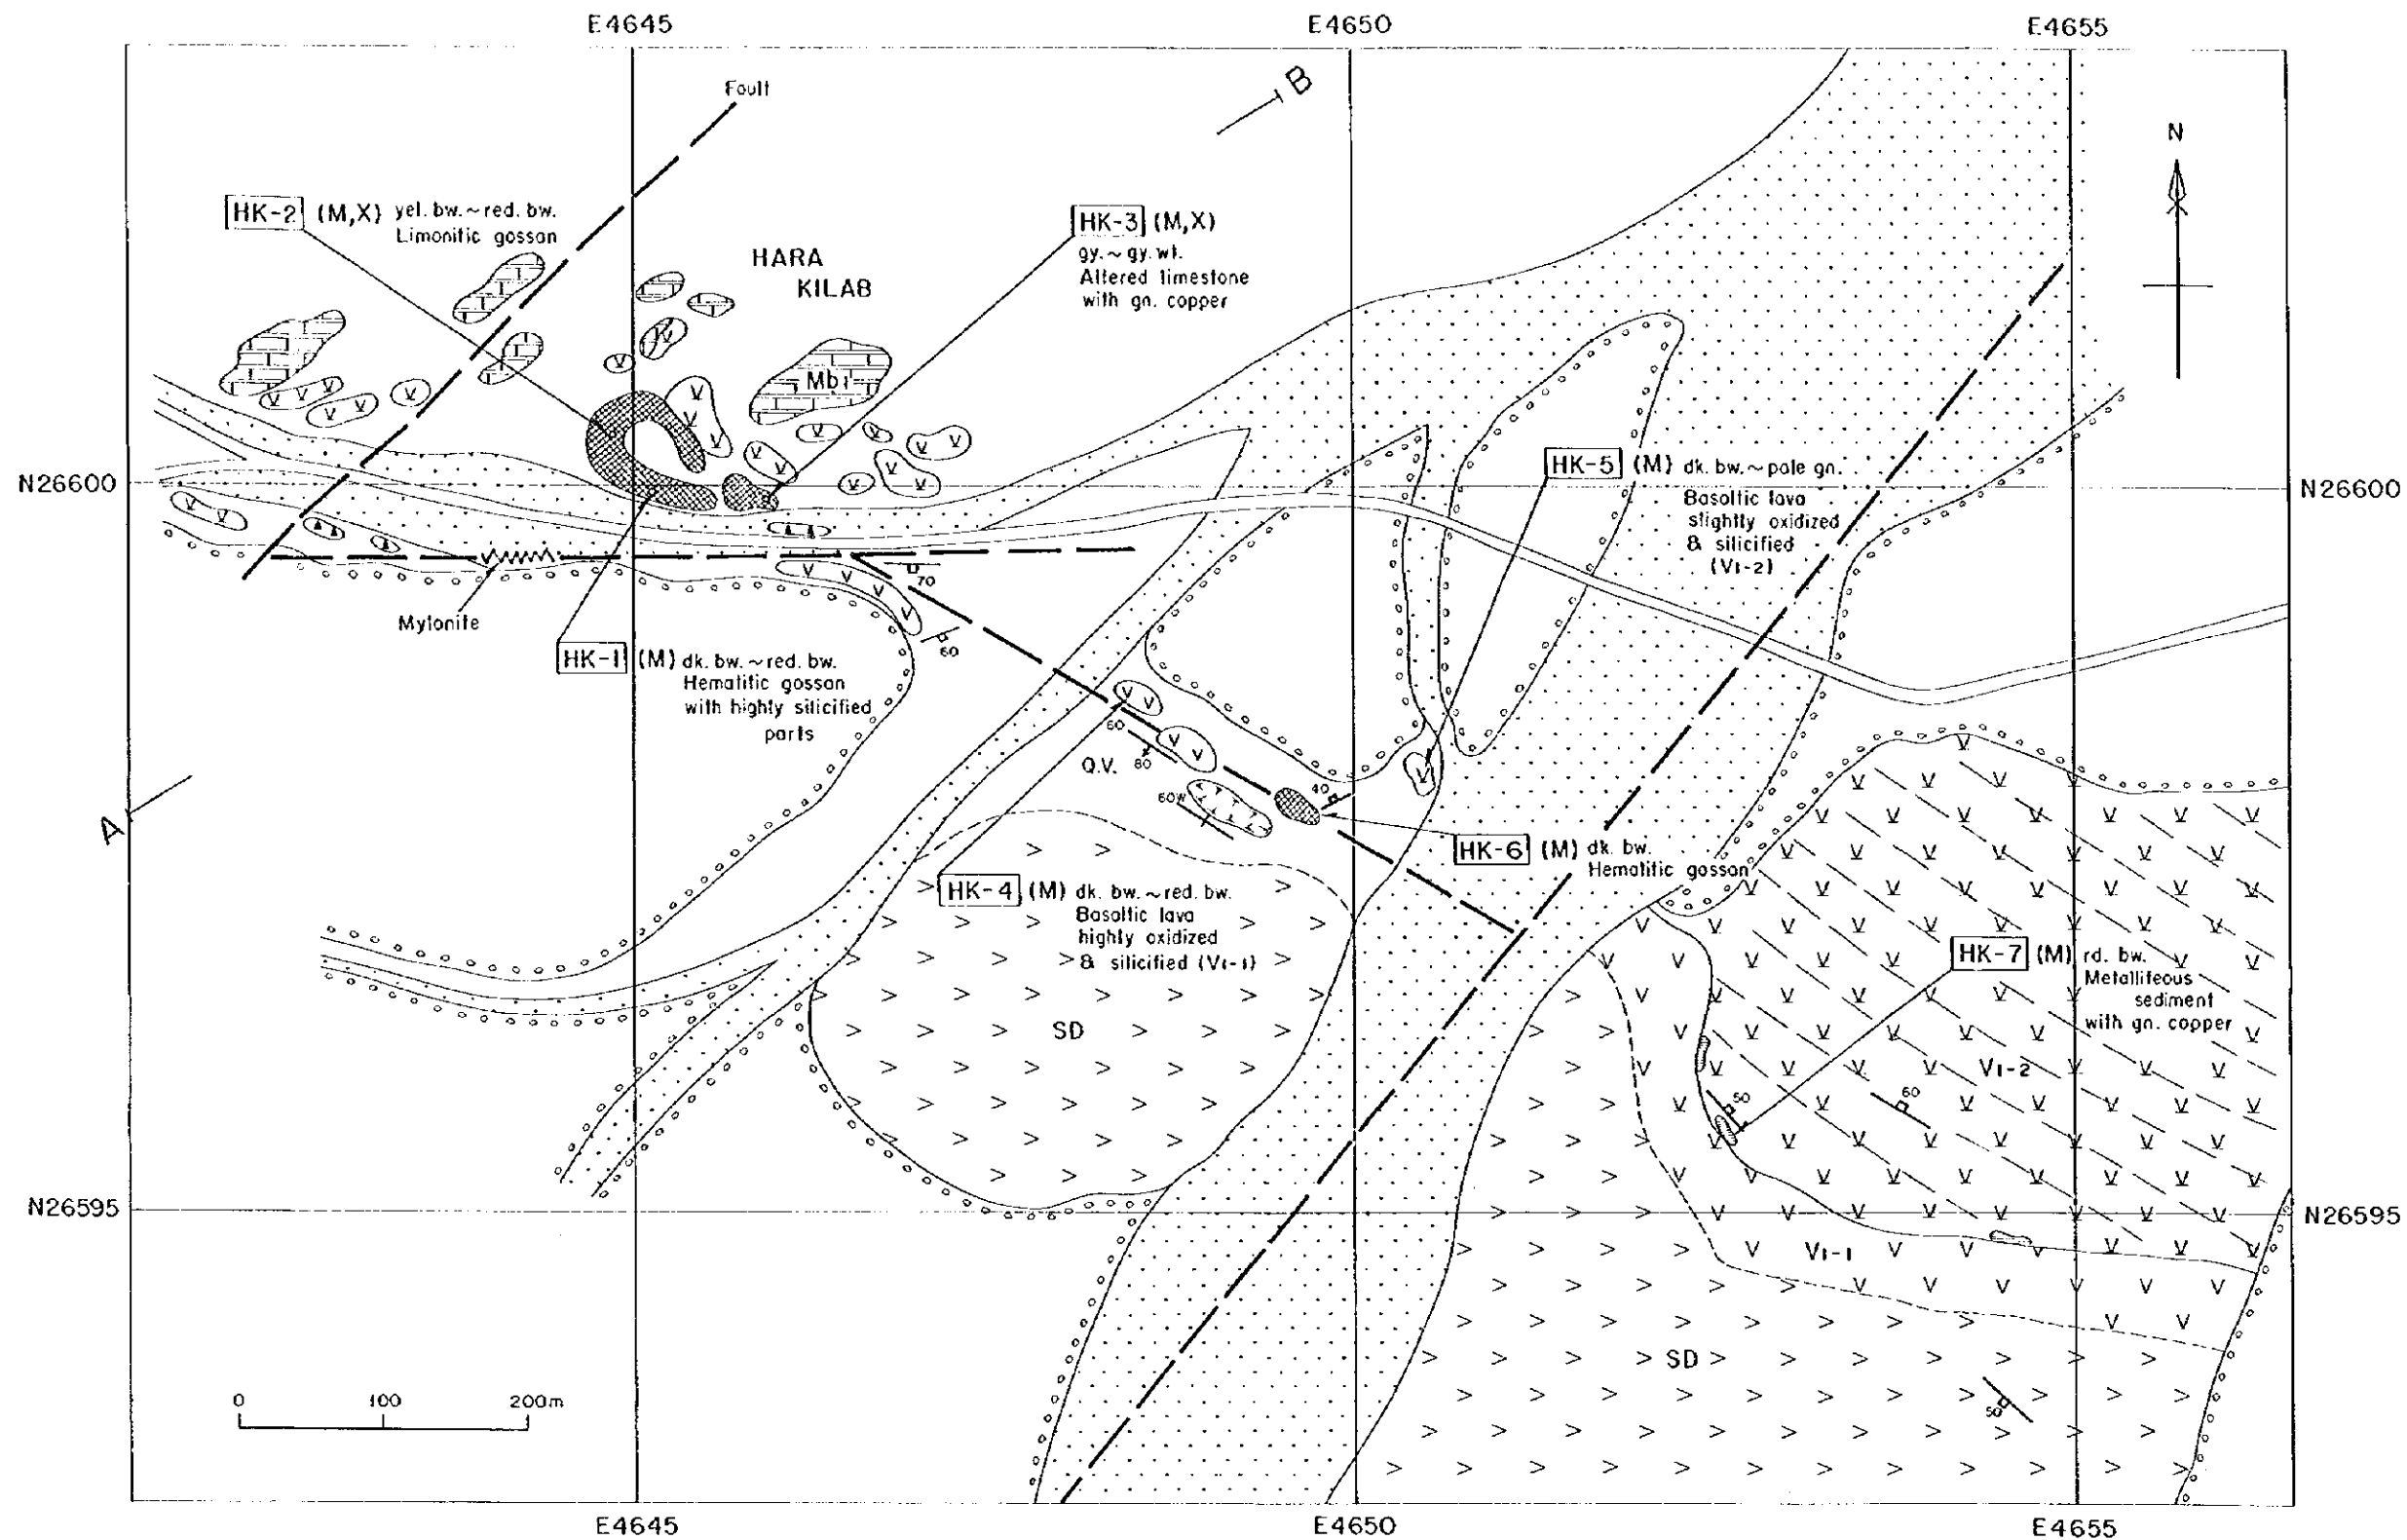 E4645
E4650
E4655
Foult
B
N
HK-2 (M,X) yel. bw.~red. bw.
Limonitic gosson
HARA
KILAB
HK-3 (M,X)
gy.~gy. wt.
Altered limestone
with gn. copper
Mb1
N26600
N26600
HK-5 (M) dk. bw.~pale gn.
Basaltic lava
slightly oxidized
& silicified
(V1-2)
70
60
Mylonite
HK-1 (M) dk. bw.~red. bw.
Hematitic gossan
with highly silicified
parts
60
Q.V. 80
60W
40
A
HK-6 (M) dk. bw.
Hematitic gossan
HK-4 (M) dk. bw.~red. bw.
Basaltic lava
highly oxidized
& silicified (V1-1)
HK-7 (M) rd. bw.
Metalliteous
sediment
with gn. copper
SD
V1-2
50
60
N26595
N26595
V1-1
SD
50
0 100 200m
E4645
E4650
E4655